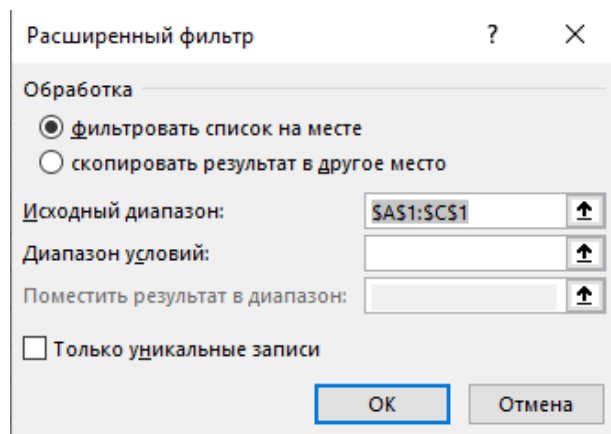 Расширенный фильтр ?
Обработка
фильтровать список на месте
скопировать результат в другое место
Исходный диапазон: $A$1:$C$1
Диапазон условий:
Поместить результат в диапазон:
Только уникальные записи
ОК Отмена